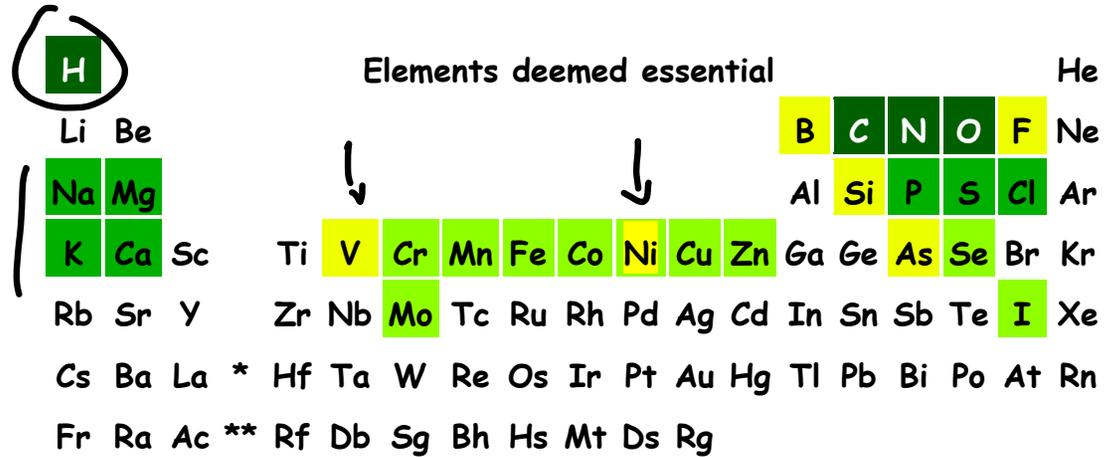 H Elements deemed essential He
Li Be B C N O F Ne
Na Mg Al Si P S Cl Ar
K Ca Sc Ti V Cr Mn Fe Co Ni Cu Zn Ga Ge As Se Br Kr
Rb Sr Y Zr Nb Mo Tc Ru Rh Pd Ag Cd In Sn Sb Te I Xe
Cs Ba La * Hf Ta W Re Os Ir Pt Au Hg Tl Pb Bi Po At Rn
Fr Ra Ac ** Rf Db Sg Bh Hs Mt Ds Rg